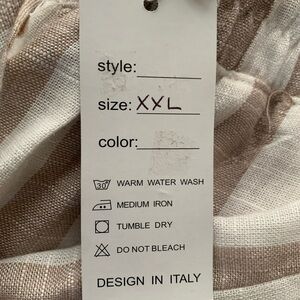 style:
size: XXL
color:
30 WARM WATER WASH
MEDIUM IRON
TUMBLE DRY
DO NOT BLEACH
DESIGN IN ITALY